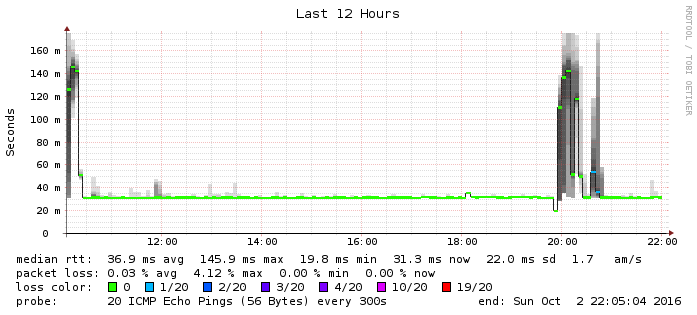 Last 12 Hours
RRDTOOL / TOBI OETIKER
Seconds
160 m
140 m
120 m
100 m
80 m
60 m
40 m
20 m
0
12:00 14:00 16:00 18:00 20:00 22:00
median rtt: 36.9 ms avg 145.9 ms max 19.8 ms min 31.3 ms now 22.0 ms sd 1.7 am/s
packet loss: 0.03 % avg 4.12 % max 0.00 % min 0.00 % now
loss color: 0 1/20 2/20 3/20 4/20 10/20 19/20
probe: 20 ICMP Echo Pings (56 Bytes) every 300s end: Sun Oct 2 22:05:04 2016